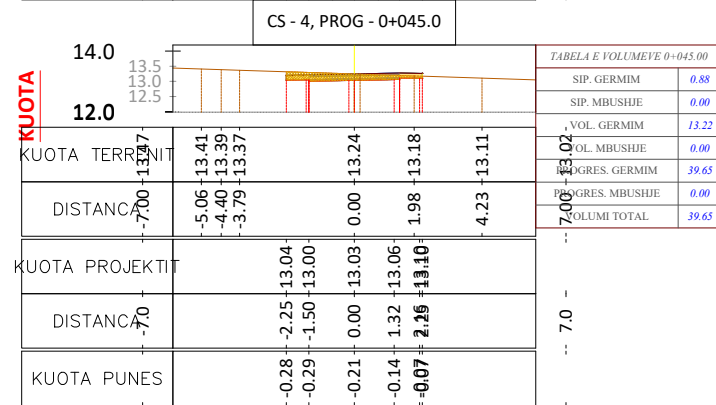 CS - 4, PROG - 0+045.0
14.0
13.5
13.0
12.5
12.0
KUOTA
TABELA E VOLUMEVE 0+045.00
SIP. GERMIM 0.88
SIP. MBUSHJE 0.00
VOL. GERMIM 13.22
VOL. MBUSHJE 0.00
PROGRES. GERMIM 39.65
PROGRES. MBUSHJE 0.00
VOLUMI TOTAL 39.65
KUOTA TERRENIT 13.47 13.41 13.39 13.37 13.24 13.18 13.11 13.02
DISTANCA -7.00 -5.06 -4.40 -3.79 0.00 1.98 4.23 7.00
KUOTA PROJEKTIT 13.04 13.00 13.03 13.06 13.10
DISTANCA -7.0 -2.25 -1.50 0.00 1.32 7.0
KUOTA PUNES -0.28 -0.29 -0.21 -0.14 -0.07